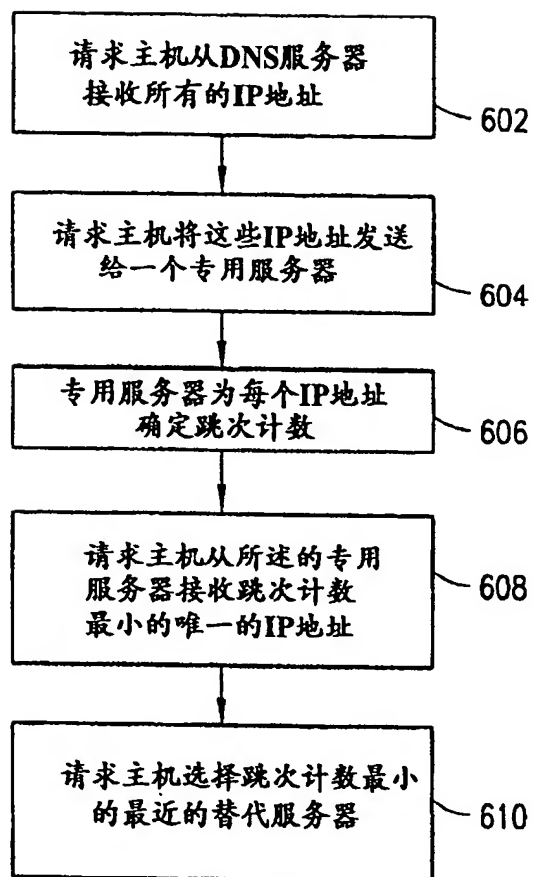 请求主机从DNS服务器
接收所有的IP地址
602
请求主机将这些IP地址发送
给一个专用服务器
604
专用服务器为每个IP地址
确定跳次计数
606
请求主机从所述的专用
服务器接收跳次计数
最小的唯一的IP地址
608
请求主机选择跳次计数最小
的最近的替代服务器
610